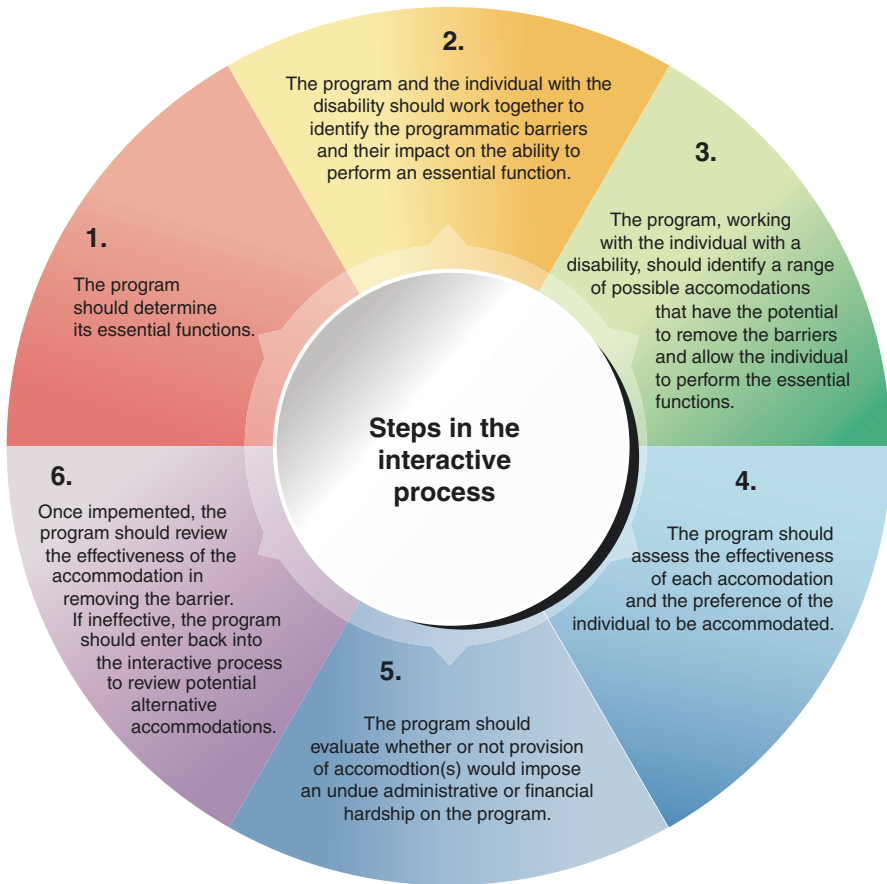 1.
The program
should determine
its essential functions.
2.
The program and the individual with the
disability should work together to
identify the programmatic barriers
and their impact on the ability to
perform an essential function.
3.
The program, working
with the individual with a
disability, should identify a range
of possible accomodations
that have the potential
to remove the barriers
and allow the individual
to perform the essential
functions.
4.
The program should
assess the effectiveness
of each accomodation
and the preference of the
individual to be accommodated.
5.
The program should
evaluate whether or not provision
of accomodtion(s) would impose
an undue administrative or financial
hardship on the program.
6.
Once impemented, the
program should review
the effectiveness of the
accommodation in
removing the barrier.
If ineffective, the program
should enter back into
the interactive process
to review potential
alternative
accommodations.
Steps in the
interactive
process